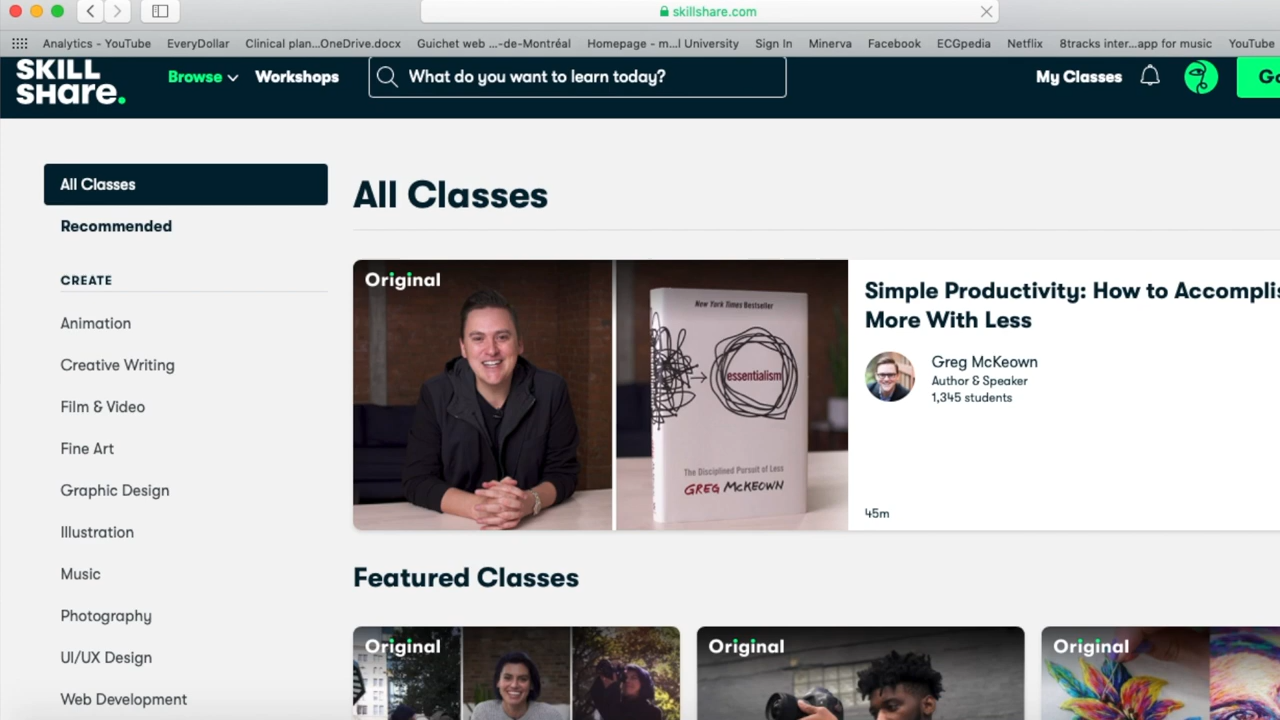 skillshare.com
Analytics - YouTube EveryDollar Clinical plan...OneDrive.docx Guichet web ...-de-Montréal Homepage - m...l University Sign In Minerva Facebook ECGpedia Netflix 8tracks inter...app for music YouTube
SKILL
SHare.
Browse Workshops What do you want to learn today? My Classes Go
All Classes
Recommended
CREATE
Animation
Creative Writing
Film & Video
Fine Art
Graphic Design
Illustration
Music
Photography
UI/UX Design
Web Development
All Classes
Original
New York Times Bestseller
essentialism
The Disciplined Pursuit of Less
GREG McKEOWN
Simple Productivity: How to Accomplis
More With Less
Greg McKeown
Author & Speaker
1,345 students
45m
Featured Classes
Original Original Original